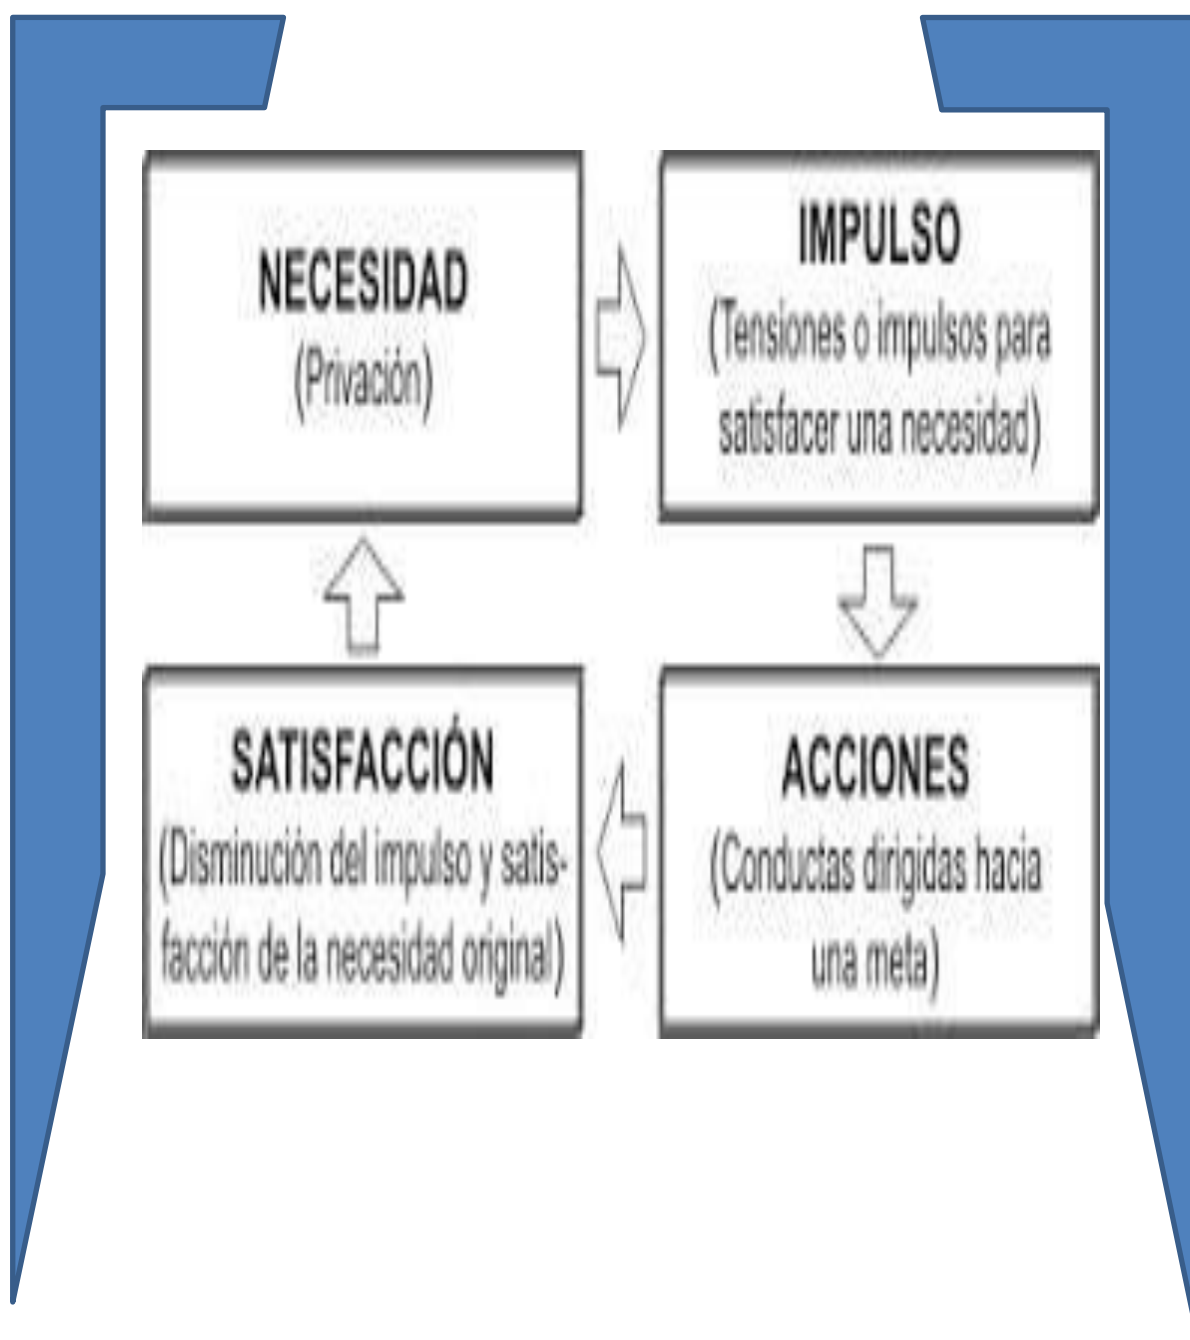 NECESIDAD
(Privación)
IMPULSO
(Tensiones o impulsos para
satisfacer una necesidad)
SATISFACCIÓN
(Disminución del impulso y satis-
facción de la necesidad original)
ACCIONES
(Conductas dirigidas hacia
una meta)